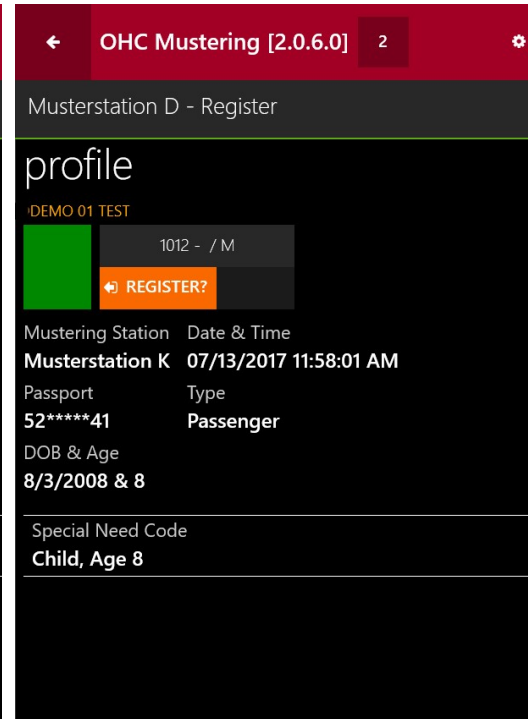 OHC Mustering [2.0.6.0] 2
Musterstation D - Register
profile
DEMO 01 TEST
1012 - / M
REGISTER?
Mustering Station Date & Time
Musterstation K 07/13/2017 11:58:01 AM
Passport Type
52*****41 Passenger
DOB & Age
8/3/2008 & 8
Special Need Code
Child, Age 8